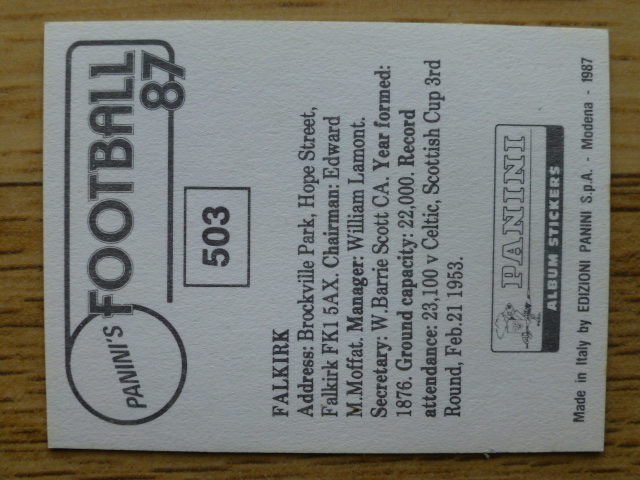 PANINI'S
FOOTBALL
87
503
FALKIRK
Address: Brockville Park, Hope Street,
Falkirk FK1 5AX. Chairman: Edward
M.Moffat. Manager: William Lamont.
Secretary: W.Barrie Scott CA. Year formed:
1876. Ground capacity: 22,000. Record
attendance: 23,100 v Celtic, Scottish Cup 3rd
Round, Feb.21 1953.
PANINI
ALBUM STICKERS
Made in Italy by EDIZIONI PANINI S.p.A. - Modena - 1987